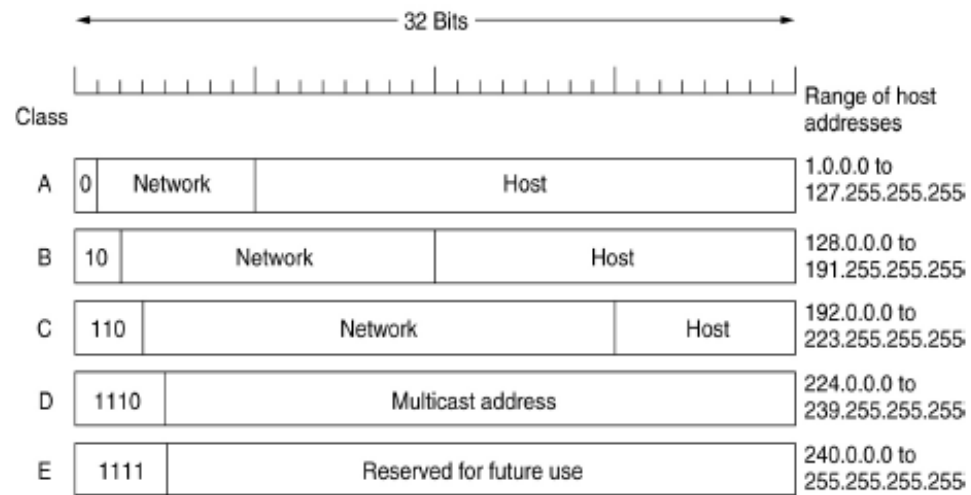 32 Bits
Class
Range of host
addresses
A
0
Network
Host
1.0.0.0 to
127.255.255.255
B
10
Network
Host
128.0.0.0 to
191.255.255.255
C
110
Network
Host
192.0.0.0 to
223.255.255.255
D
1110
Multicast address
224.0.0.0 to
239.255.255.255
E
1111
Reserved for future use
240.0.0.0 to
255.255.255.255